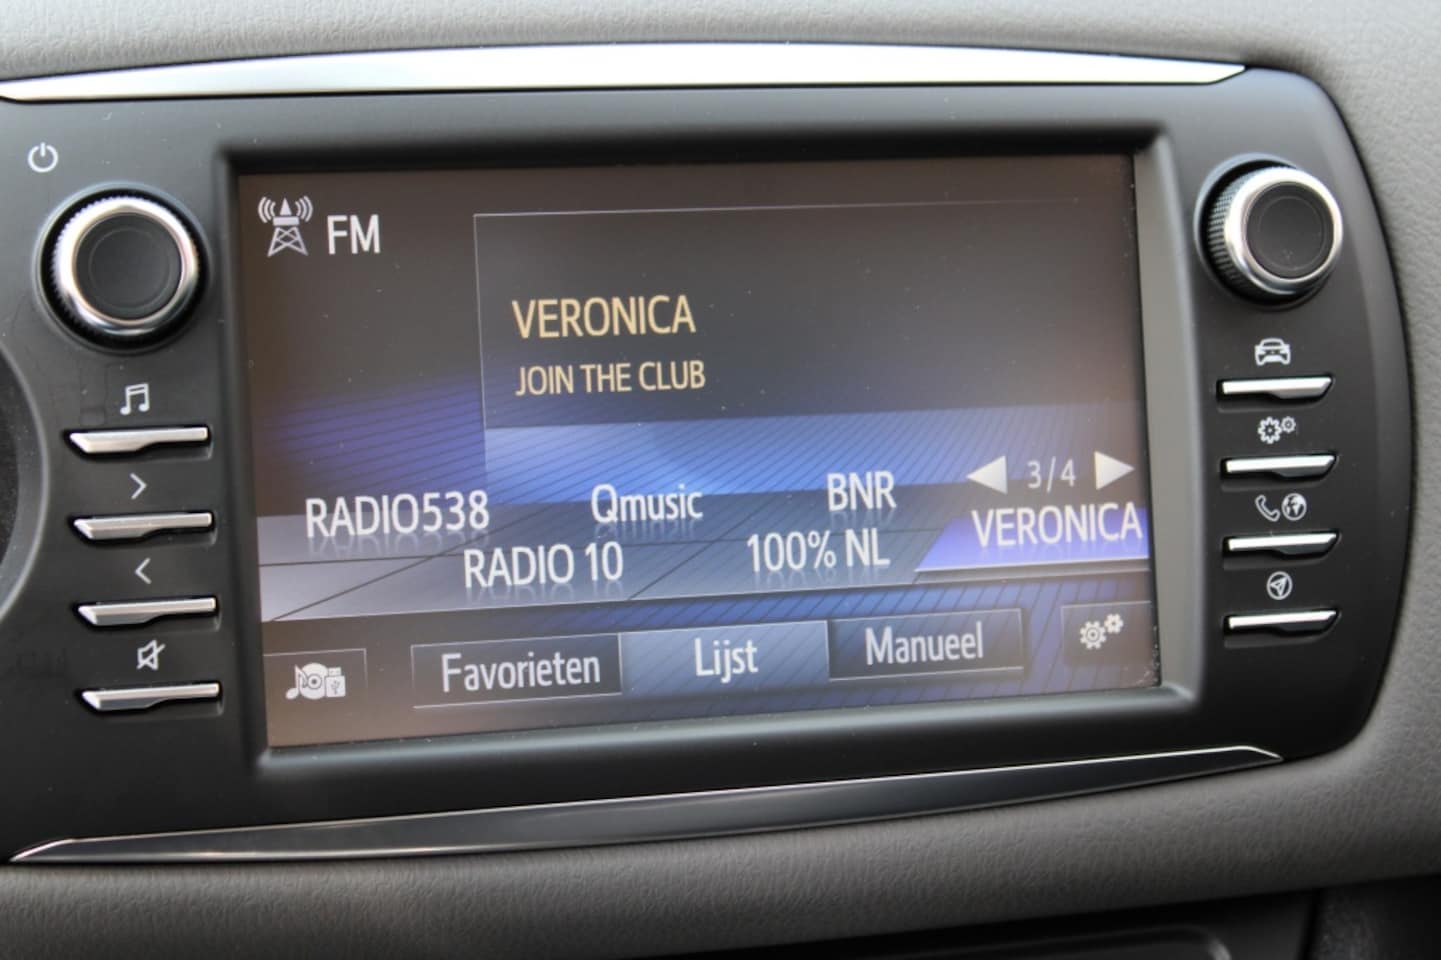 FM
VERONICA
JOIN THE CLUB
3/4
RADIO538 Qmusic BNR
RADIO 10 100% NL VERONICA
Favorieten Lijst Manueel